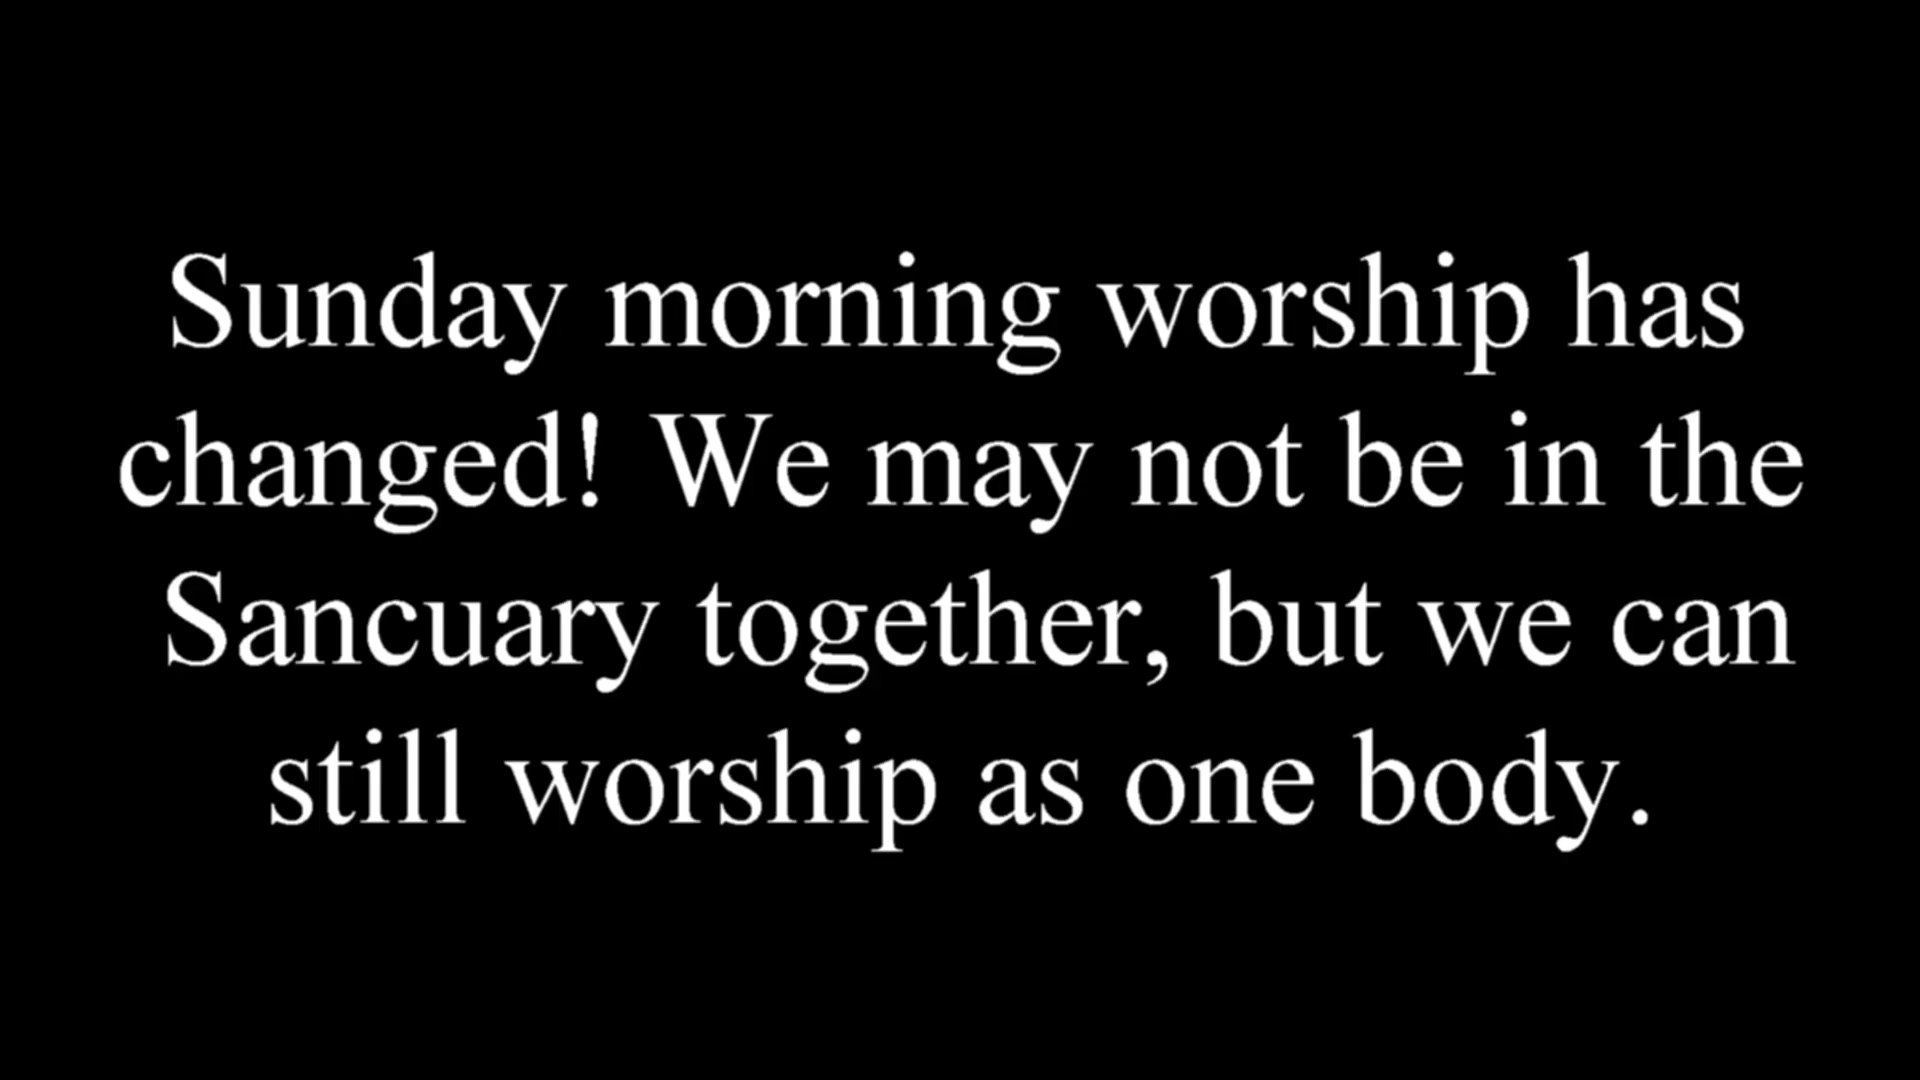 Sunday morning worship has
changed! We may not be in the
Sancuary together, but we can
still worship as one body.